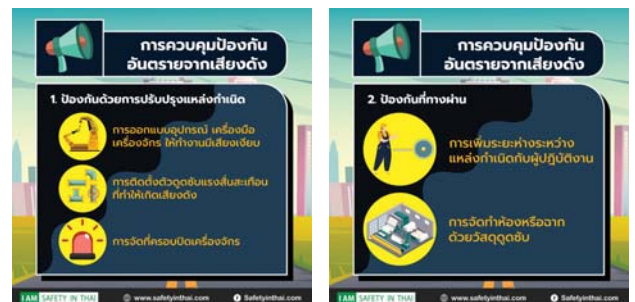 การควบคุมป้องกัน
อันตรายจากเสียงดัง
1. ป้องกันด้วยการปรับปรุงแหล่งกำเนิด
การออกแบบอุปกรณ์ เครื่องมือ
เครื่องจักร ให้ทำงานมีเสียงเงียบ
การติดตั้งตัวดูดซับแรงสั่นสะเทือน
ที่ทำให้เกิดเสียงดัง
การจัดที่ครอบปิดเครื่องจักร
I AM SAFETY IN THAI
www.safetyinthai.com
Safetyinthai.com
การควบคุมป้องกัน
อันตรายจากเสียงดัง
2. ป้องกันที่ทางผ่าน
การเพิ่มระยะห่างระหว่าง
แหล่งกำเนิดกับผู้ปฏิบัติงาน
การจัดทำห้องหรือฉาก
ด้วยวัสดุดูดซับ
I AM SAFETY IN THAI
www.safetyinthai.com
Safetyinthai.com